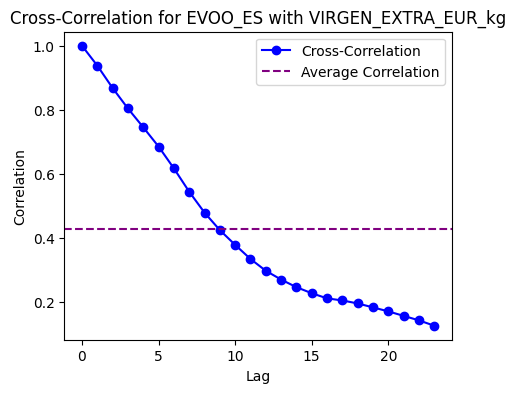 Cross-Correlation for EVOO_ES with VIRGEN_EXTRA_EUR_kg
Cross-Correlation
Average Correlation
Correlation
1.0
0.8
0.6
0.4
0.2
0
5
10
15
20
Lag